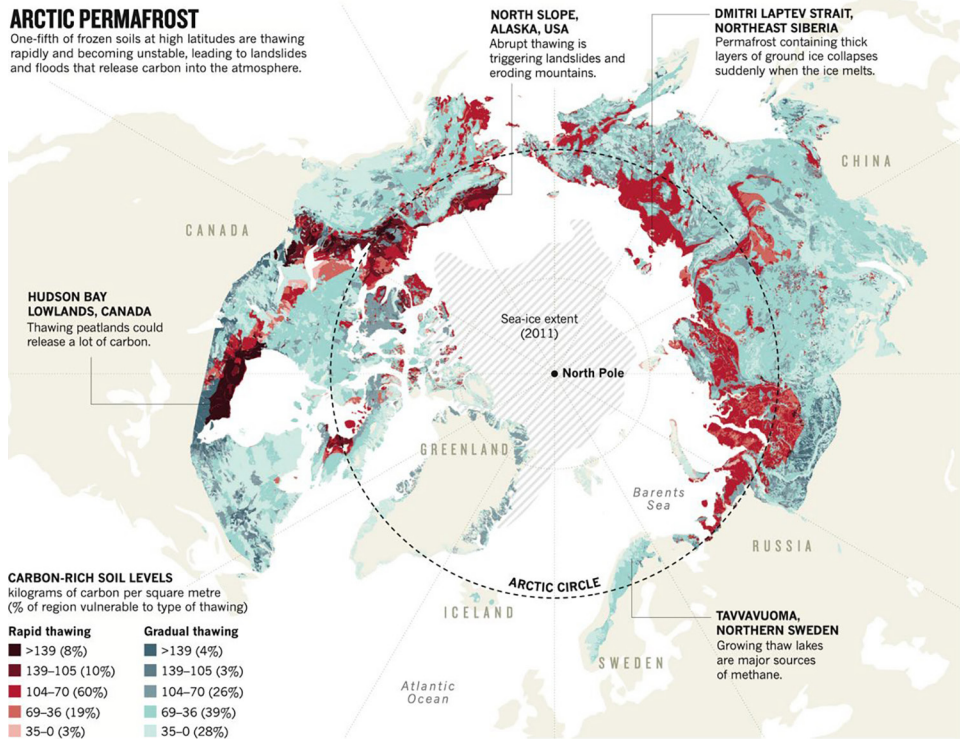 ARCTIC PERMAFROST
One-fifth of frozen soils at high latitudes are thawing
rapidly and becoming unstable, leading to landslides
and floods that release carbon into the atmosphere.
NORTH SLOPE,
ALASKA, USA
Abrupt thawing is
triggering landslides and
eroding mountains.
DMITRI LAPTEV STRAIT,
NORTHEAST SIBERIA
Permafrost containing thick
layers of ground ice collapses
suddenly when the ice melts.
CHINA
CANADA
HUDSON BAY
LOWLANDS, CANADA
Thawing peatlands could
release a lot of carbon.
Sea-ice extent
(2011)
North Pole
GREENLAND
Barents
Sea
RUSSIA
ARCTIC CIRCLE
ICELAND
SWEDEN
Atlantic
Ocean
TAVVAVUOMA,
NORTHERN SWEDEN
Growing thaw lakes
are major sources
of methane.
CARBON-RICH SOIL LEVELS
kilograms of carbon per square metre
(% of region vulnerable to type of thawing)
Rapid thawing
>139 (8%)
139–105 (10%)
104–70 (60%)
69–36 (19%)
35–0 (3%)
Gradual thawing
>139 (4%)
139–105 (3%)
104–70 (26%)
69–36 (39%)
35–0 (28%)